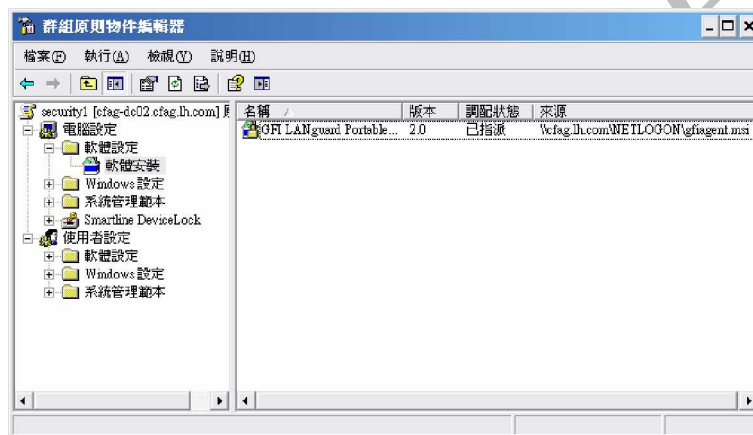 群組原則物件編輯器
檔案(F) 執行(A) 檢視(V) 說明(H)
security1 [cfag-dc02.cfag.lh.com]
電腦設定
軟體設定
軟體安裝
Windows 設定
系統管理範本
Smartline DeviceLock
使用者設定
軟體設定
Windows 設定
系統管理範本
名稱 版本 調配狀態 來源
GFI LANguard Portable... 2.0 已指派 \\cfag.lh.com\NETLOGON\gfiagent.msi